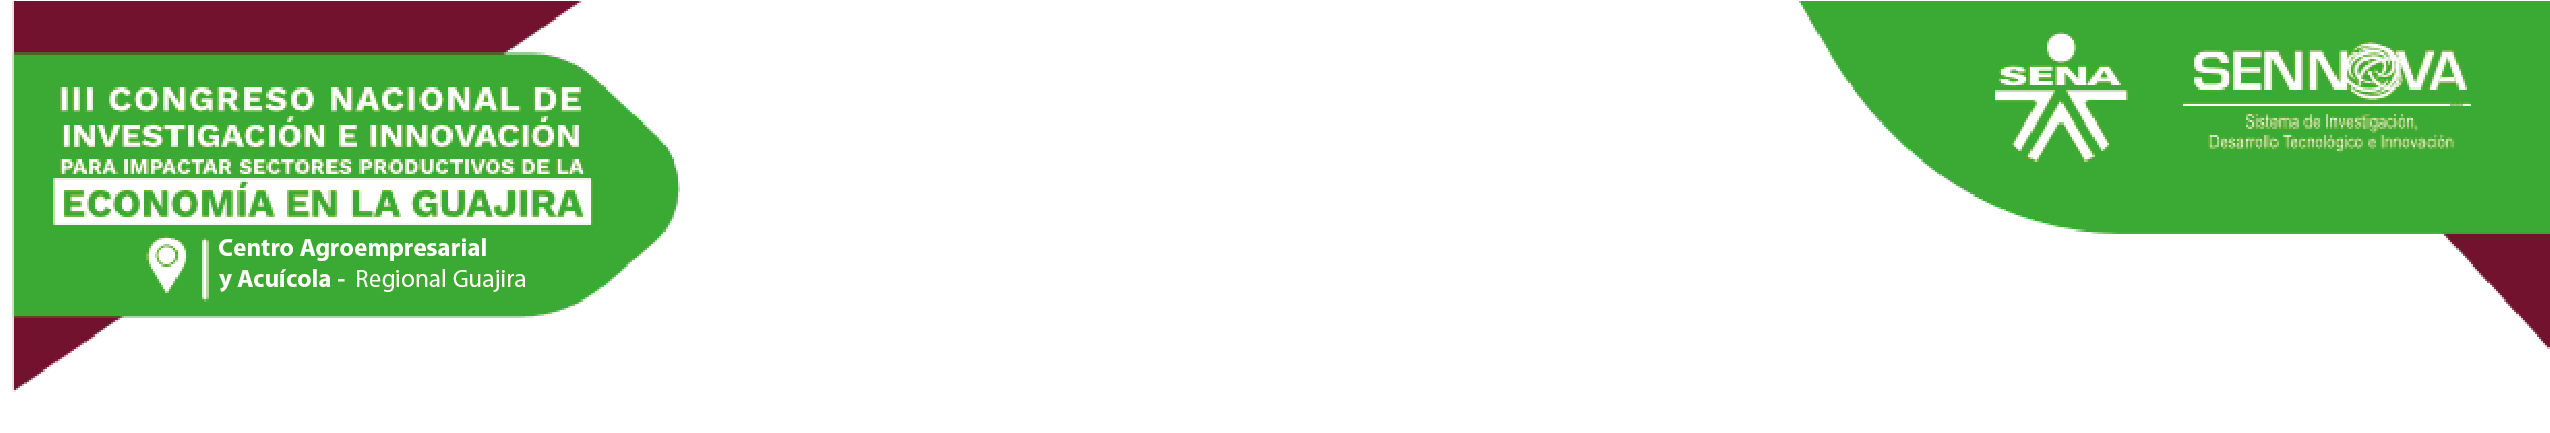 III CONGRESO NACIONAL DE
INVESTIGACIÓN E INNOVACIÓN
PARA IMPACTAR SECTORES PRODUCTIVOS DE LA
ECONOMÍA EN LA GUAJIRA
Centro Agroempresarial
y Acuícola - Regional Guajira
SENA
SENNOVA
Sistema de Investigación,
Desarrollo Tecnológico e Innovación